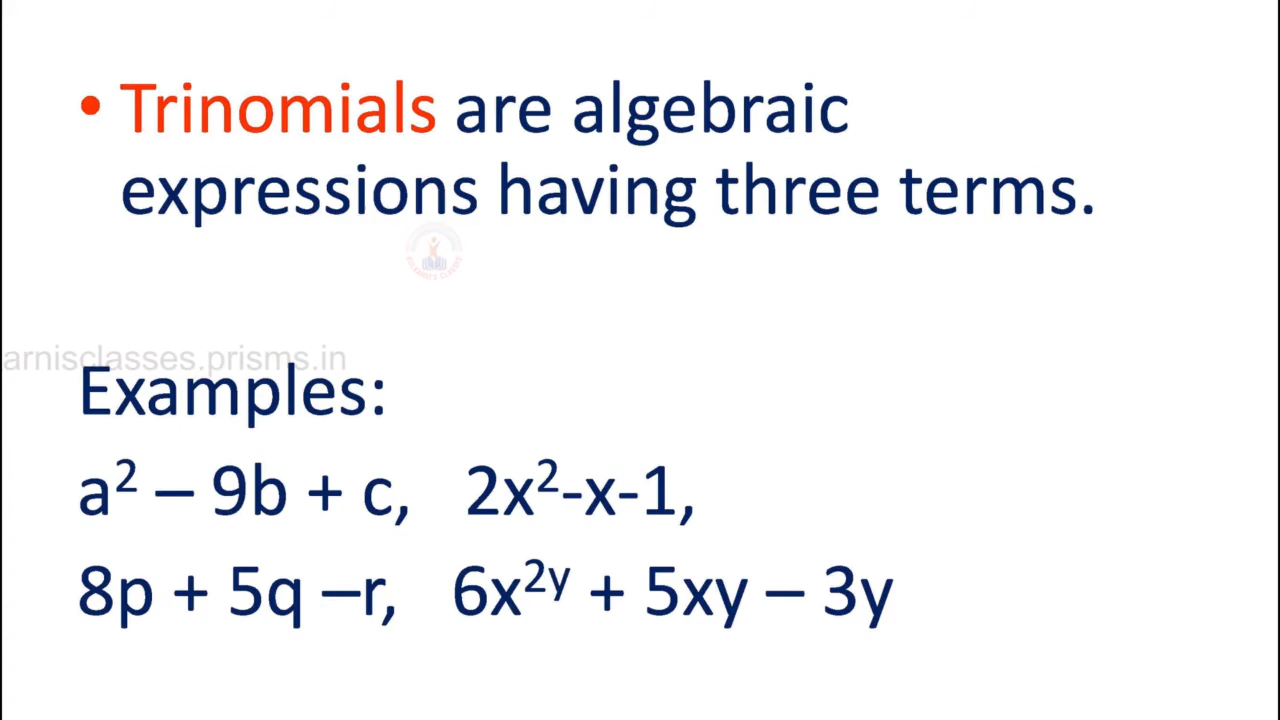 • Trinomials are algebraic
expressions having three terms.
arnisclasses.prisms.in
Examples:
a² – 9b + c, 2x²-x-1,
8p + 5q –r, 6x²ʸ + 5xy – 3y